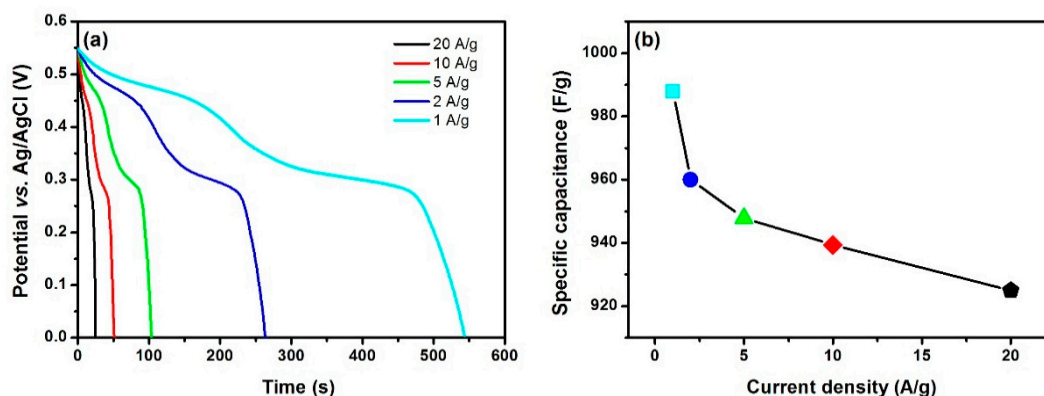 (a)
20 A/g
10 A/g
5 A/g
2 A/g
1 A/g
Potential vs. Ag/AgCl (V)
0.6
0.5
0.4
0.3
0.2
0.1
0.0
0 100 200 300 400 500 600
Time (s)
(b)
Specific capacitance (F/g)
1000
980
960
940
920
0 5 10 15 20
Current density (A/g)